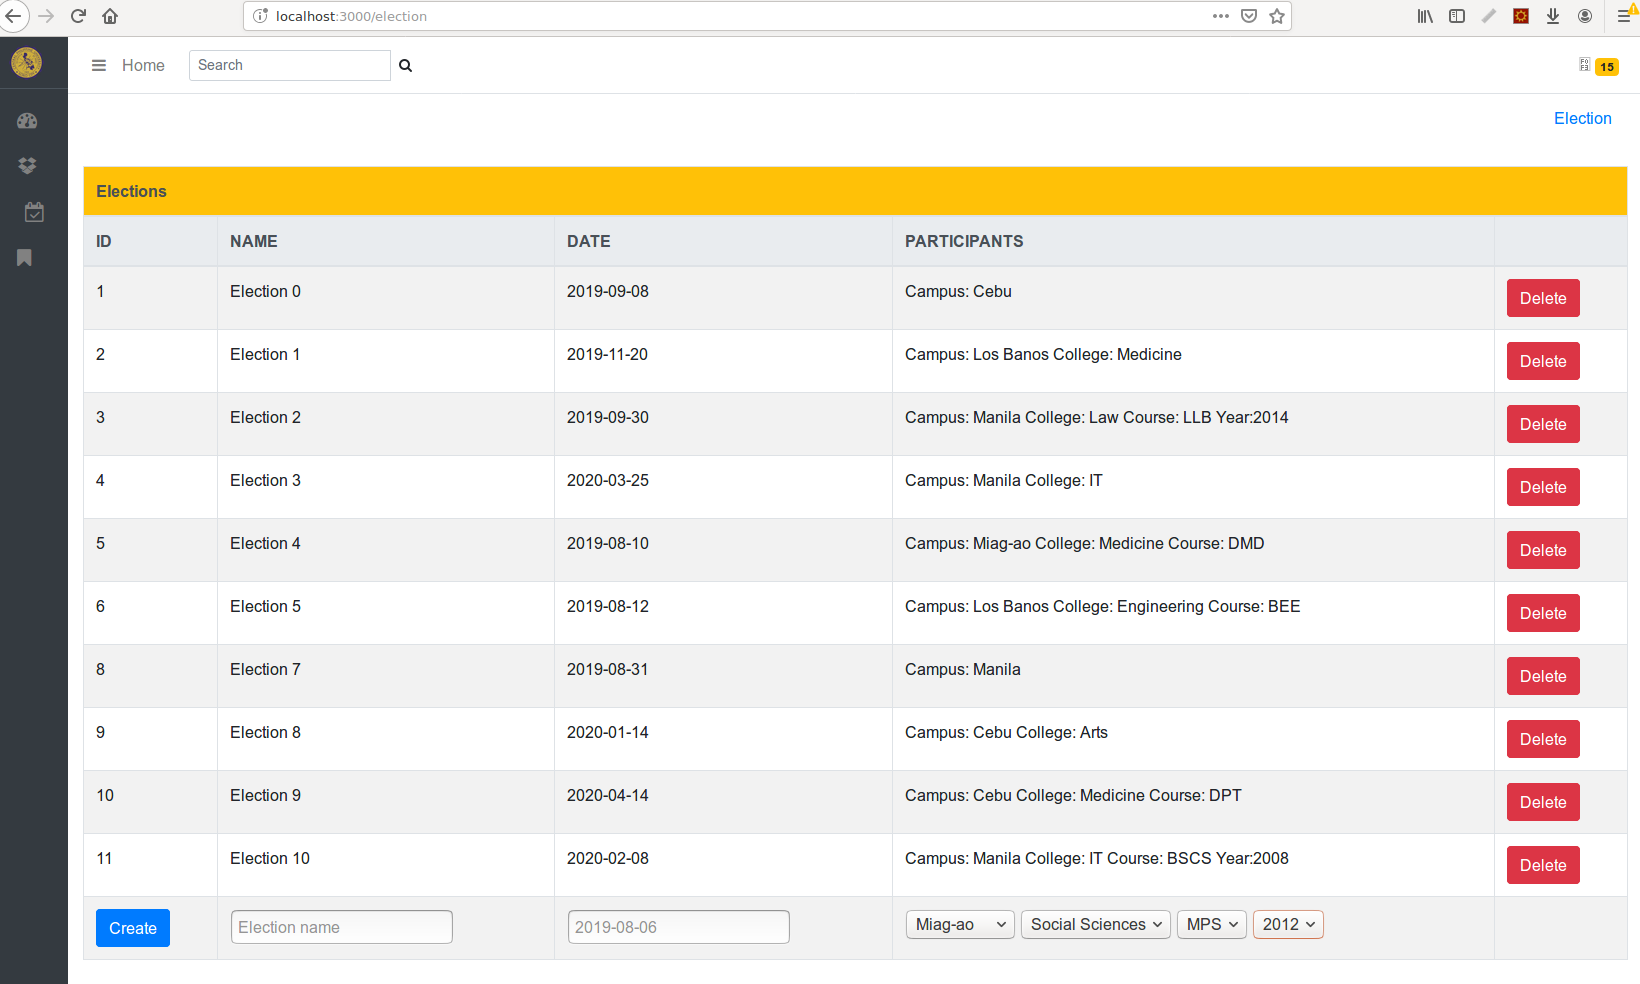 localhost:3000/election
Home
Search
15
Election
Elections
ID NAME DATE PARTICIPANTS
1 Election 0 2019-09-08 Campus: Cebu Delete
2 Election 1 2019-11-20 Campus: Los Banos College: Medicine Delete
3 Election 2 2019-09-30 Campus: Manila College: Law Course: LLB Year:2014 Delete
4 Election 3 2020-03-25 Campus: Manila College: IT Delete
5 Election 4 2019-08-10 Campus: Miag-ao College: Medicine Course: DMD Delete
6 Election 5 2019-08-12 Campus: Los Banos College: Engineering Course: BEE Delete
8 Election 7 2019-08-31 Campus: Manila Delete
9 Election 8 2020-01-14 Campus: Cebu College: Arts Delete
10 Election 9 2020-04-14 Campus: Cebu College: Medicine Course: DPT Delete
11 Election 10 2020-02-08 Campus: Manila College: IT Course: BSCS Year:2008 Delete
Create Election name 2019-08-06 Miag-ao Social Sciences MPS 2012